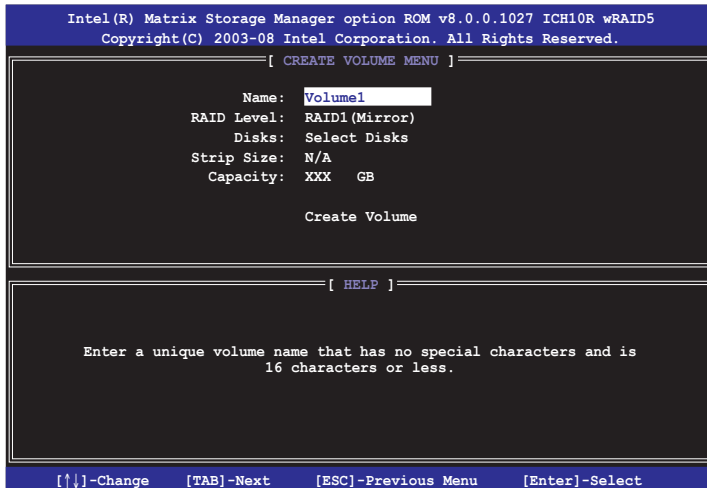 Intel(R) Matrix Storage Manager option ROM v8.0.0.1027 ICH10R wRAID5
Copyright(C) 2003-08 Intel Corporation. All Rights Reserved.
[ CREATE VOLUME MENU ]
Name: Volume1
RAID Level: RAID1(Mirror)
Disks: Select Disks
Strip Size: N/A
Capacity: XXX GB
Create Volume
[ HELP ]
Enter a unique volume name that has no special characters and is
16 characters or less.
[↑↓]-Change [TAB]-Next [ESC]-Previous Menu [Enter]-Select